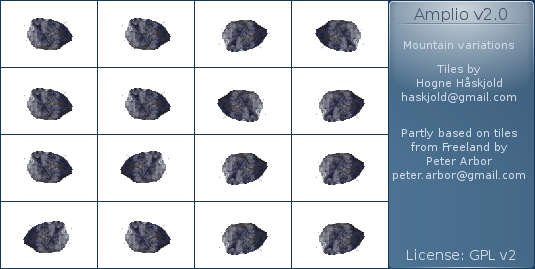 Amplio v2.0
Mountain variations
Tiles by
Hogne Håskjold
haskjold@gmail.com
Partly based on tiles
from Freeland by
Peter Arbor
peter.arbor@gmail.com
License: GPL v2